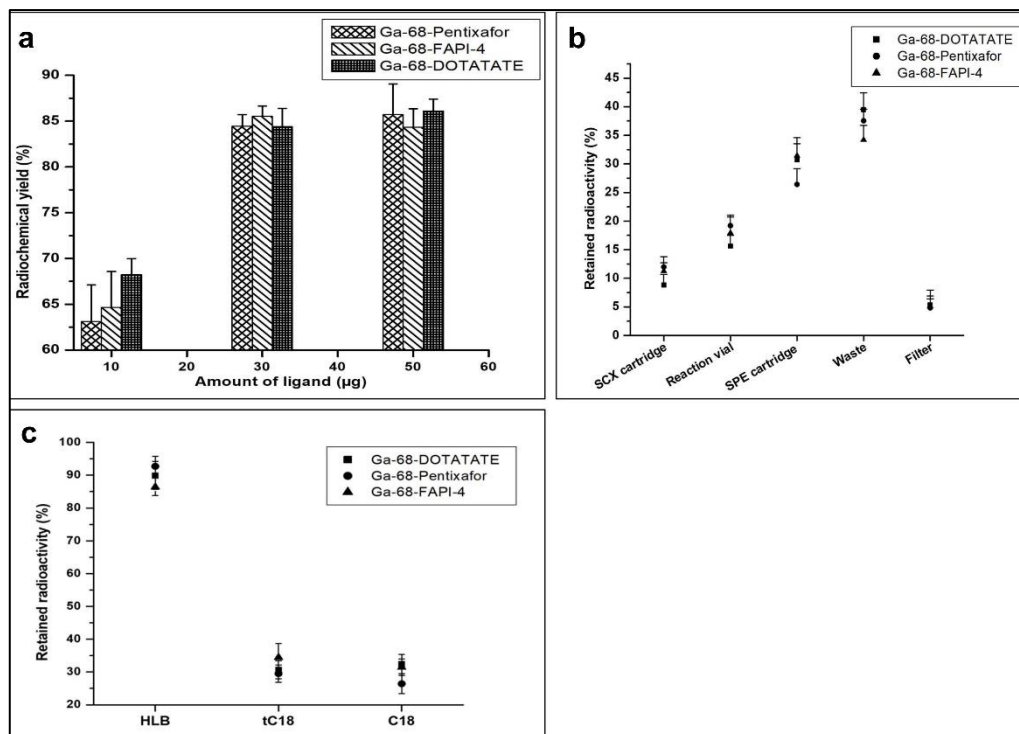 a
Ga-68-Pentixafor
Ga-68-FAPI-4
Ga-68-DOTATATE
Radiochemical yield (%)
90
85
80
75
70
65
60
10
20
30
40
50
60
Amount of ligand (µg)
b
Ga-68-DOTATATE
Ga-68-Pentixafor
Ga-68-FAPI-4
Retained radioactivity (%)
45
40
35
30
25
20
15
10
5
0
SCX cartridge
Reaction vial
SPE cartridge
Waste
Filter
c
Ga-68-DOTATATE
Ga-68-Pentixafor
Ga-68-FAPI-4
Retained radioactivity (%)
100
90
80
70
60
50
40
30
20
HLB
tC18
C18